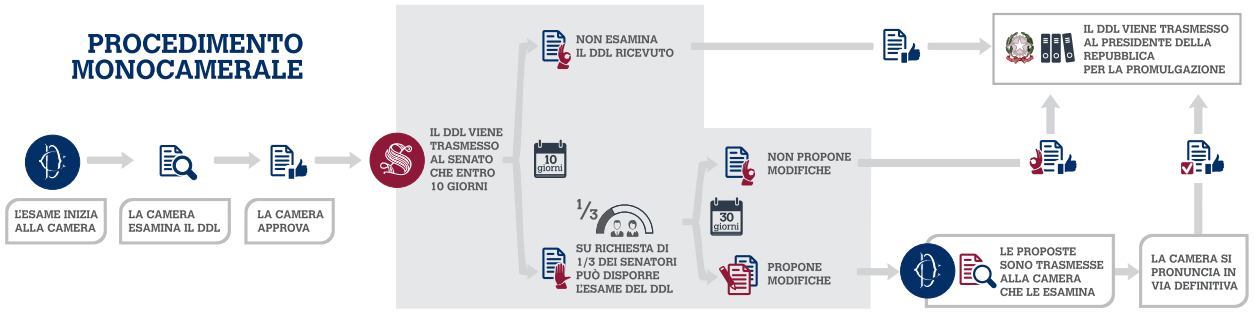 PROCEDIMENTO
MONOCAMERALE
L'ESAME INIZIA
ALLA CAMERA
LA CAMERA
ESAMINA IL DDL
LA CAMERA
APPROVA
IL DDL VIENE
TRASMESSO
AL SENATO
CHE ENTRO
10 GIORNI
10
giorni
NON ESAMINA
IL DDL RICEVUTO
1/3
SU RICHIESTA DI
1/3 DEI SENATORI
PUÒ DISPORRE
L'ESAME DEL DDL
30
giorni
NON PROPONE
MODIFICHE
PROPONE
MODIFICHE
LE PROPOSTE
SONO TRASMESSE
ALLA CAMERA
CHE LE ESAMINA
LA CAMERA SI
PRONUNCIA IN
VIA DEFINITIVA
IL DDL VIENE TRASMESSO
AL PRESIDENTE DELLA
REPUBBLICA
PER LA PROMULGAZIONE